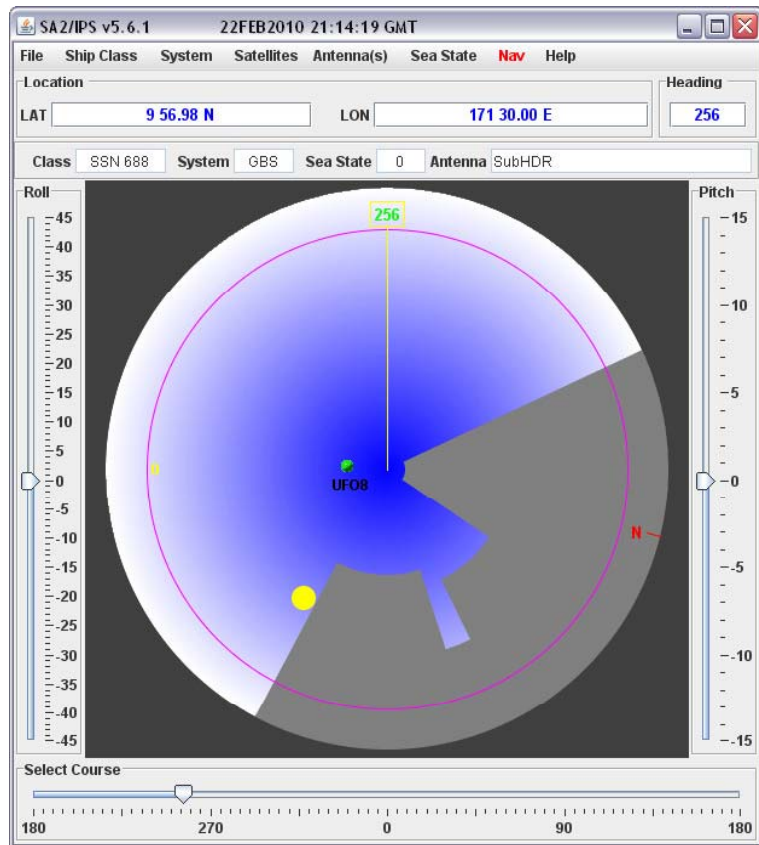 SA2/IPS v5.6.1 22FEB2010 21:14:19 GMT
File Ship Class System Satellites Antenna(s) Sea State Nav Help
Location Heading
LAT 9 56.98 N LON 171 30.00 E 256
Class SSN 688 System GBS Sea State 0 Antenna SubHDR
Roll Pitch
45
40
35
30
25
20
15
10
5
0
-5
-10
-15
-20
-25
-30
-35
-40
-45
256
0
UFO8
N
15
10
5
0
-5
-10
-15
Select Course
180 270 0 90 180